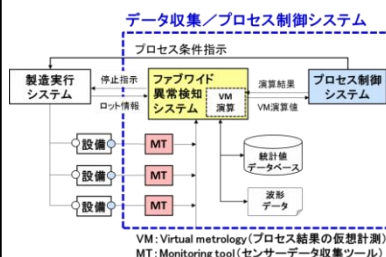 データ収集／プロセス制御システム
プロセス条件指示
製造実行
システム
停止指示
ロット情報
ファブワイド
異常検知
システム
VM
演算
演算結果
VM演算値
プロセス制御
システム
設備
MT
設備
MT
設備
MT
統計値
データベース
波形
データ
VM：Virtual metrology（プロセス結果の仮想計測）
MT：Monitoring tool（センサーデータ収集ツール）